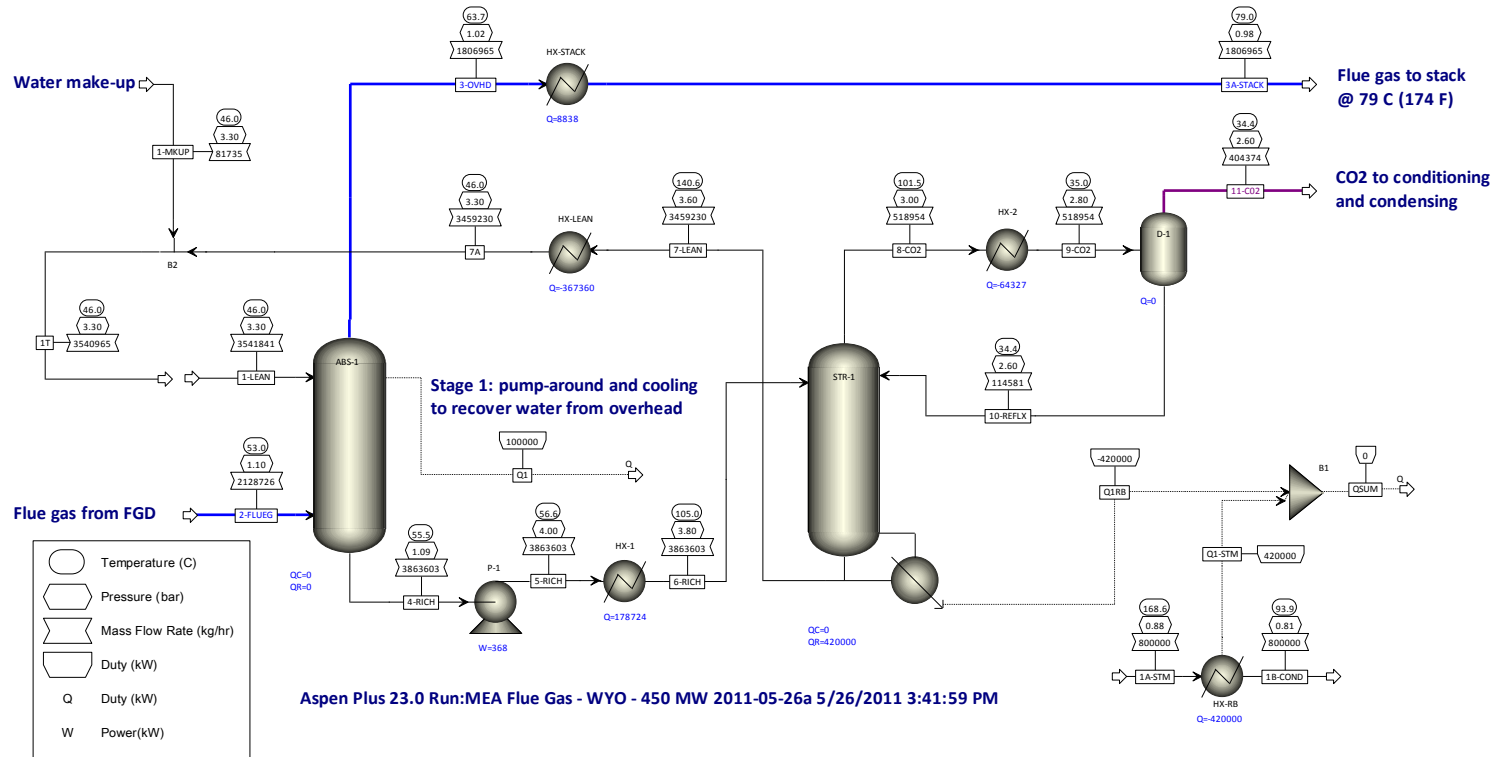 63.7
1.02
1806965
3-OVHD
HX-STACK
Q=8838
79.0
0.98
1806965
3A-STACK
Flue gas to stack
@ 79 C (174 F)
Water make-up
46.0
3.30
81735
1-MKUP
34.4
2.60
404374
11-C02
CO2 to conditioning
and condensing
46.0
3.30
3459230
7A
HX-LEAN
Q=-367360
140.6
3.60
3459230
7-LEAN
101.5
3.00
518954
8-CO2
HX-2
Q=-64327
35.0
2.80
518954
9-CO2
D-1
Q=0
B2
46.0
3.30
3540965
1T
46.0
3.30
3541841
1-LEAN
ABS-1
Stage 1: pump-around and cooling
to recover water from overhead
100000
Q1
Q
STR-1
34.4
2.60
114581
10-REFLX
-420000
Q1RB
B1
0
QSUM
Q
53.0
1.10
2128726
2-FLUEG
Flue gas from FGD
QC=0
QR=0
55.5
1.09
3863603
4-RICH
P-1
W=368
56.6
4.00
3863603
5-RICH
HX-1
Q=178724
105.0
3.80
3863603
6-RICH
QC=0
QR=420000
Q1-STM
420000
168.6
0.88
800000
1A-STM
HX-RB
Q=-420000
93.9
0.81
800000
1B-COND
Temperature (C)
Pressure (bar)
Mass Flow Rate (kg/hr)
Duty (kW)
Q Duty (kW)
W Power(kW)
Aspen Plus 23.0 Run:MEA Flue Gas - WYO - 450 MW 2011-05-26a 5/26/2011 3:41:59 PM